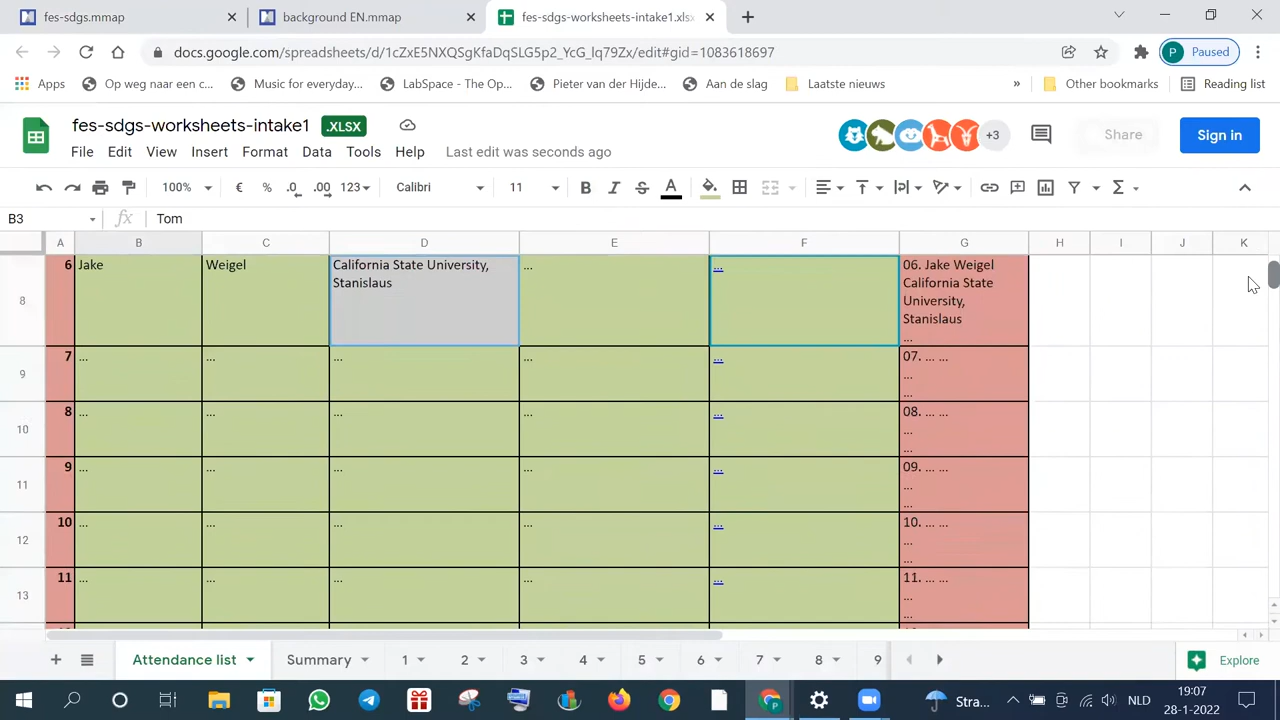 fes-sdgs.mmap
background EN.mmap
fes-sdgs-worksheets-intake1.xlsx
docs.google.com/spreadsheets/d/1cZxE5NXQSgKfaDqSLG5p2_YcG_lq79Zx/edit#gid=1083618697
Paused
P
Apps
Op weg naar een c...
Music for everyday...
LabSpace - The Op...
Pieter van der Hijde...
Aan de slag
Laatste nieuws
»
Other bookmarks
Reading list
fes-sdgs-worksheets-intake1
.XLSX
+3
Share
Sign in
File Edit View Insert Format Data Tools Help Last edit was seconds ago
100% € % .0 .00 123 Calibri 11 B I S A Σ
B3 fx Tom
A B C D E F G H I J K
8 6 Jake Weigel California State University, ... ... 06. Jake Weigel
Stanislaus California State
University,
Stanislaus
...
9 7 ... ... ... ... ... 07. ... ...
...
...
10 8 ... ... ... ... ... 08. ... ...
...
...
11 9 ... ... ... ... ... 09. ... ...
...
...
12 10 ... ... ... ... ... 10. ... ...
...
...
13 11 ... ... ... ... ... 11. ... ...
...
...
+ Attendance list Summary 1 2 3 4 5 6 7 8 9 Explore
Stra... NLD 19:07
28-1-2022